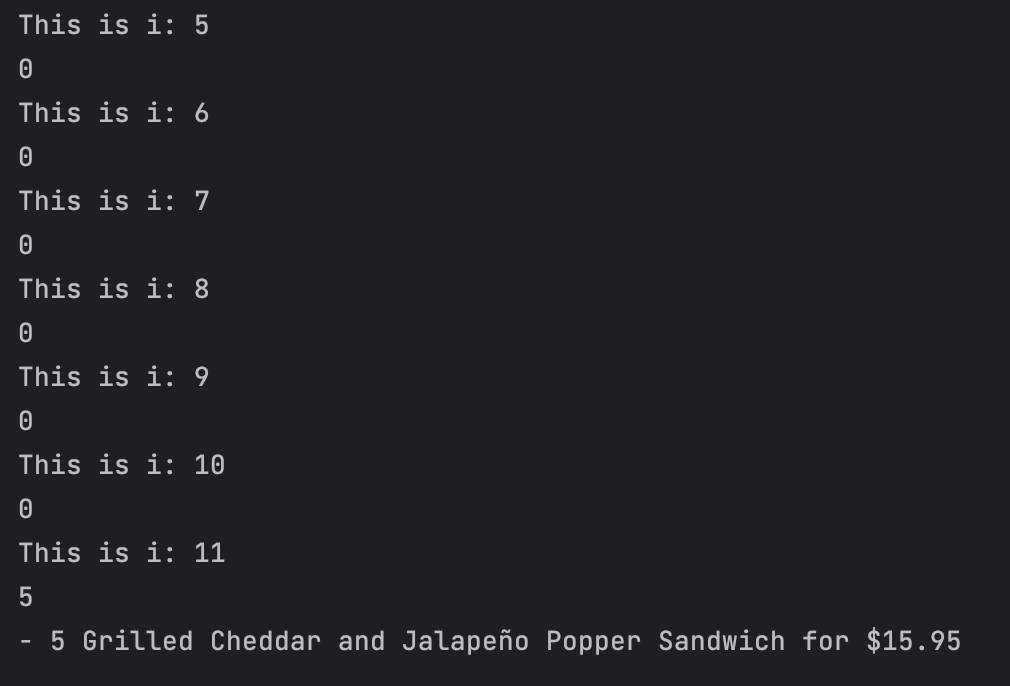 This is i: 5
0
This is i: 6
0
This is i: 7
0
This is i: 8
0
This is i: 9
0
This is i: 10
0
This is i: 11
5
- 5 Grilled Cheddar and Jalapeño Popper Sandwich for $15.95